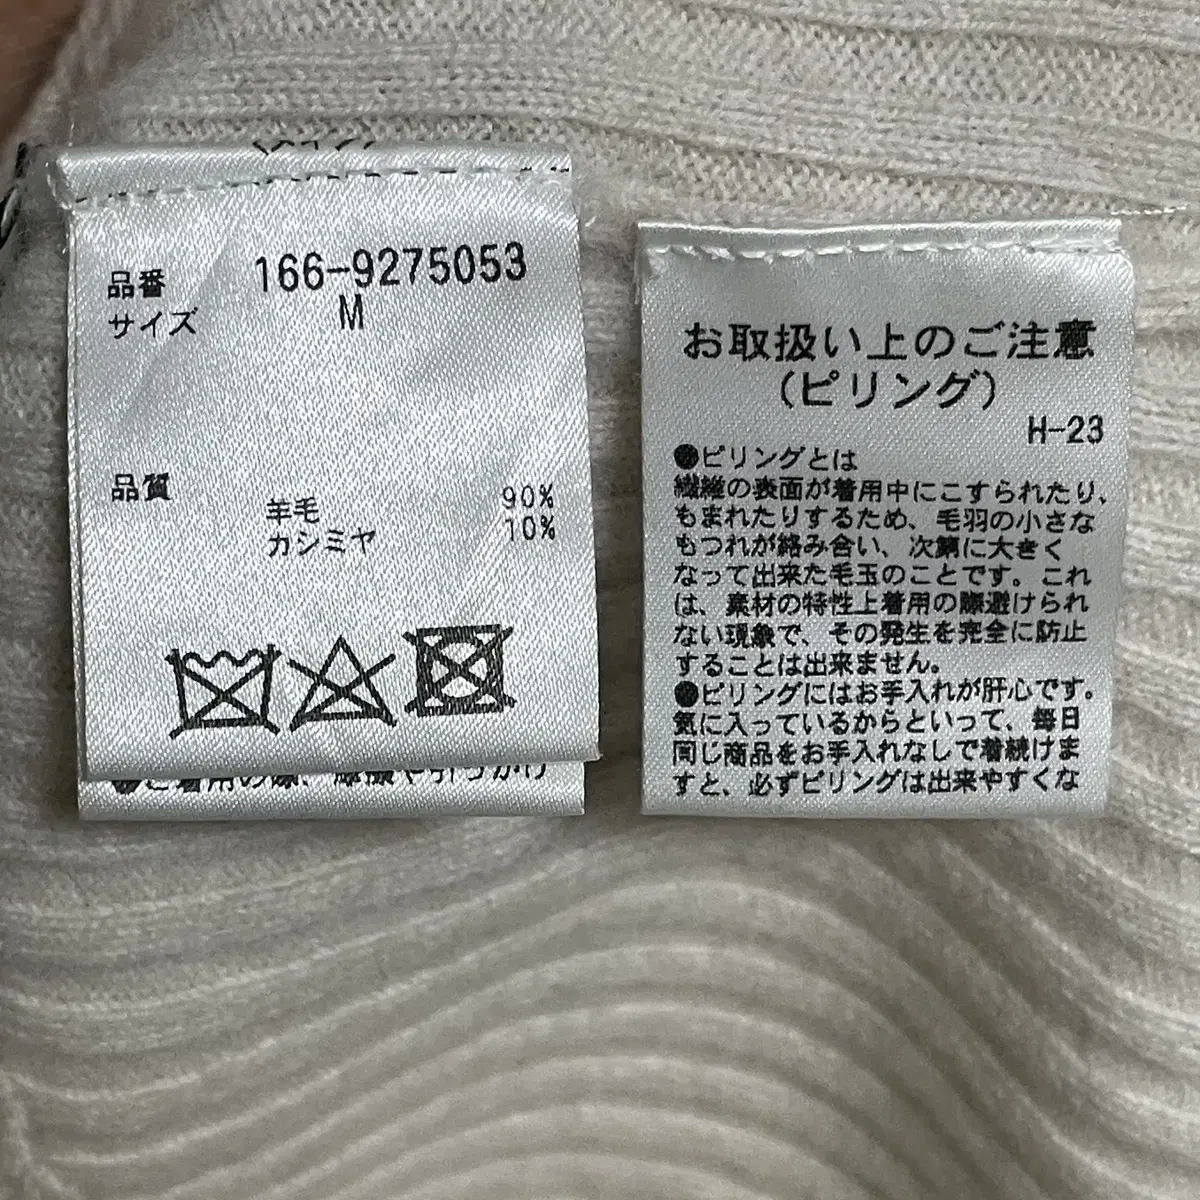 品番 166-9275053
サイズ M
品質
羊毛 90%
カシミヤ 10%
お取扱い上のご注意
(ピリング)
H-23
●ピリングとは
繊維の表面が着用中にこすられたり、
もまれたりするため、毛羽の小さな
もつれが絡み合い、次第に大きく
なって出来た毛玉のことです。これ
は、素材の特性上着用の際避けられ
ない現象で、その発生を完全に防止
することは出来ません。
●ピリングにはお手入れが肝心です。
気に入っているからといって、毎日
同じ商品をお手入れなしで着続けま
すと、必ずピリングは出来やすくな